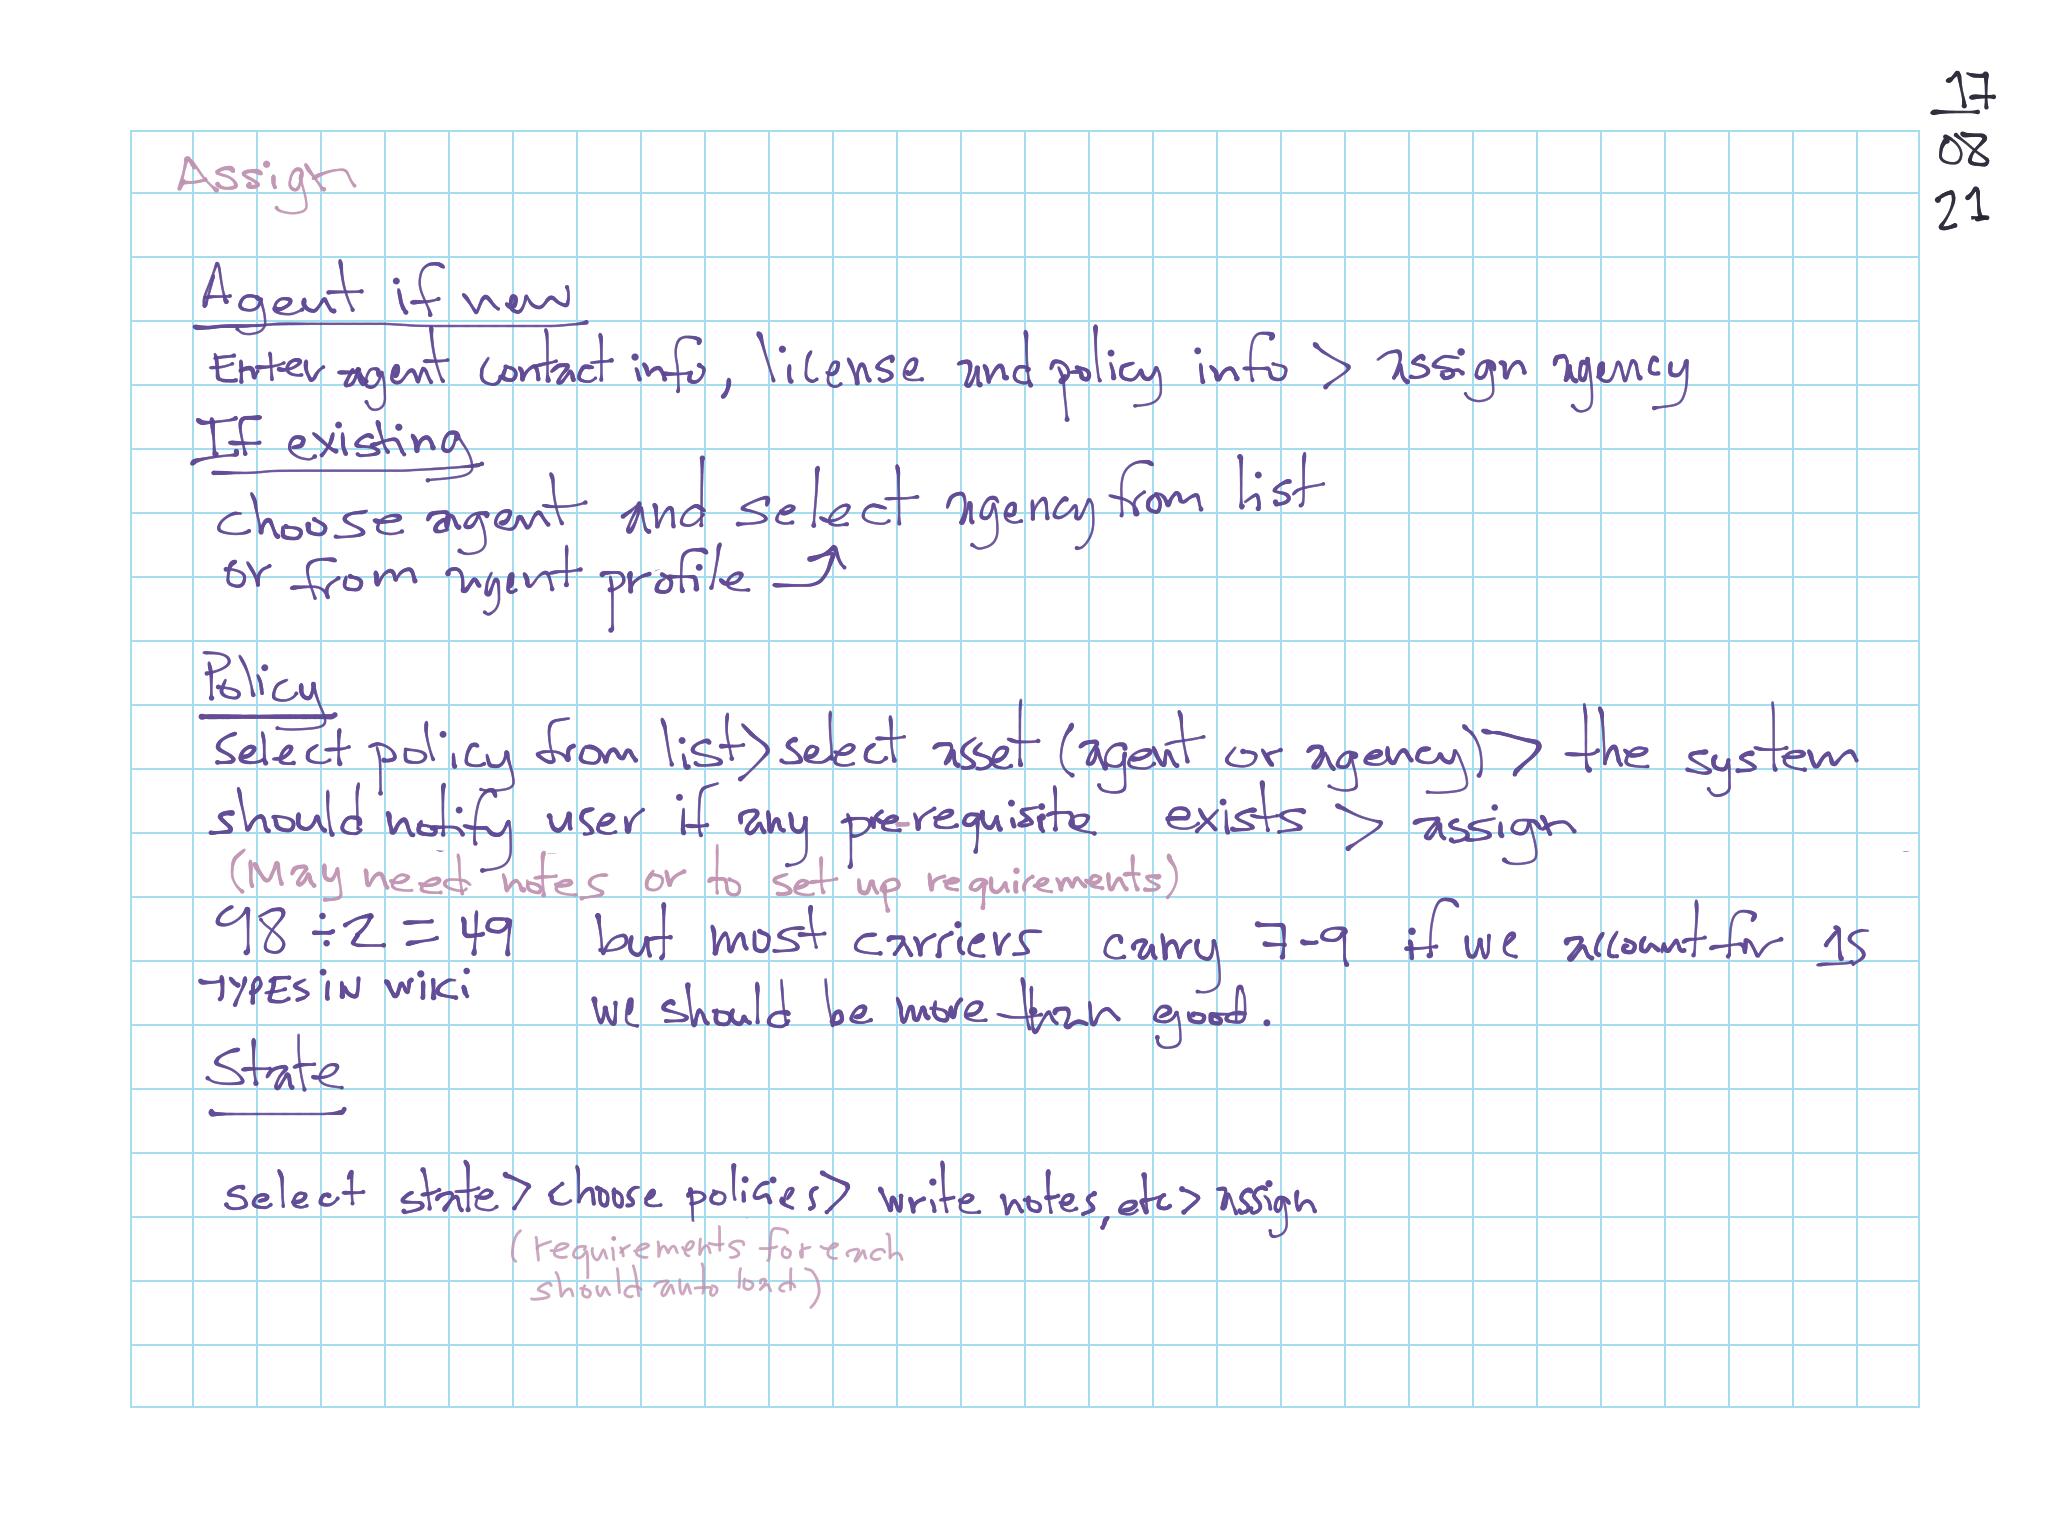 17
08
21
Assign
Agent if new
Enter agent contact info, license and policy info > assign agency
If existing
choose agent and select agency from list
or from agent profile ⤴
Policy
select policy from list > select asset (agent or agency) > the system
should notify user if any pre-requisite exists > assign
(May need notes or to set up requirements)
98 ÷ 2 = 49 but most carriers carry 7-9 if we account for 15
TYPES IN WIKI we should be more than good.
State
select state > choose policies > write notes, etc > assign
(requirements for each
should auto load)